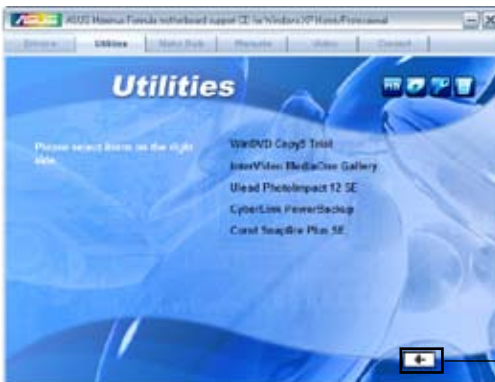 ASUS
ASUS Maximus Formula motherboard support CD for Windows XP Home/Professional
Drivers
Utilities
Make Disk
Manuals
Video
Contact
Utilities
Please select items on the right
side.
WinDVD Copy5 Trial
InterVideo MediaOne Gallery
Ulead PhotoImpact 12 SE
CyberLink PowerBackup
Corel Snapfire Plus SE